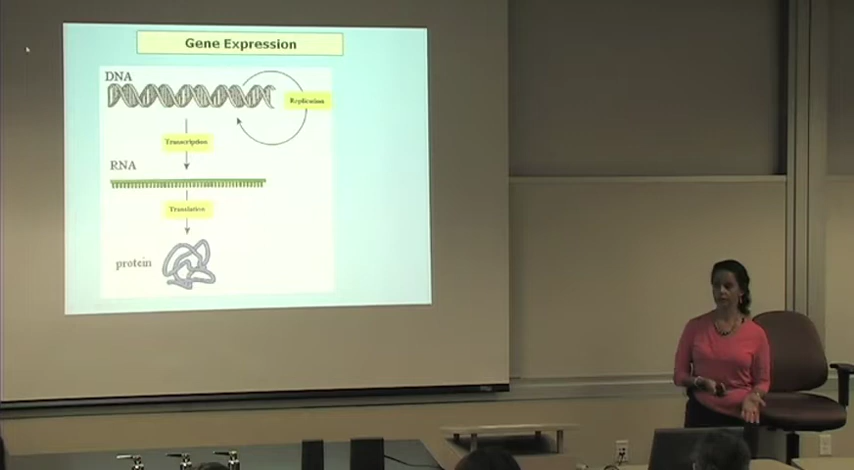 Gene Expression
DNA
Replication
Transcription
RNA
Translation
protein